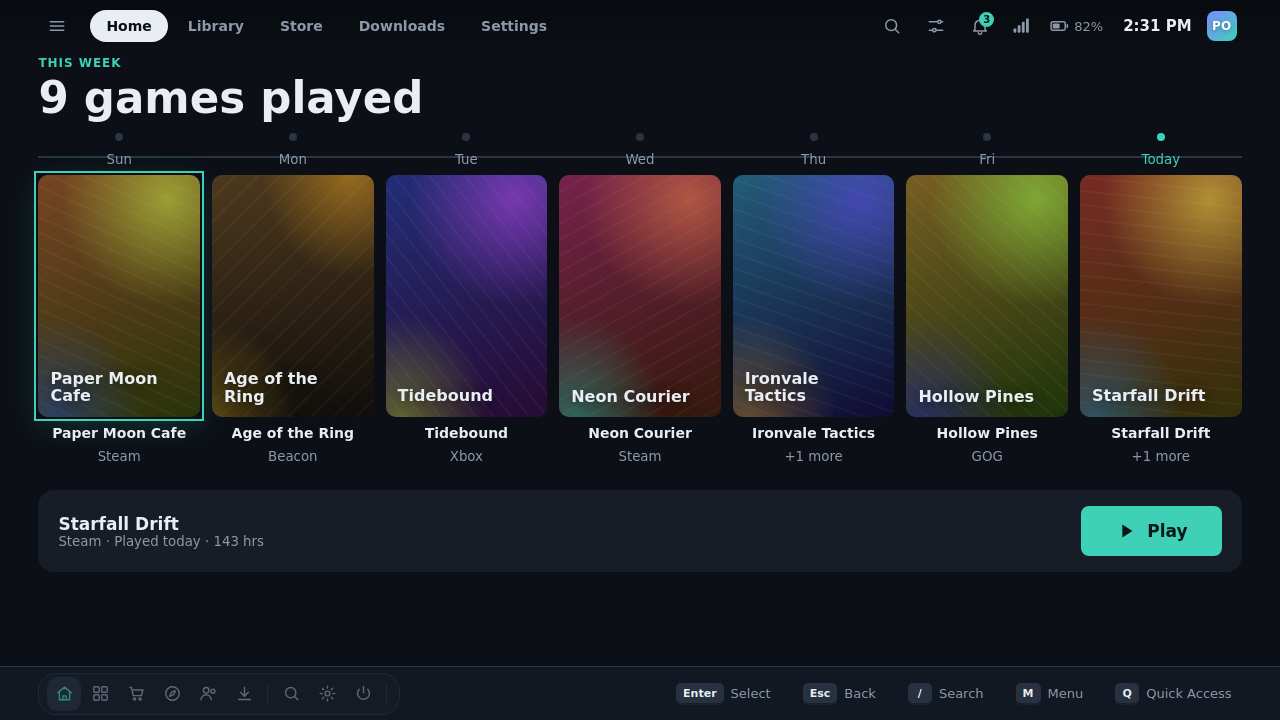 Home
Library
Store
Downloads
Settings
3
82%
2:31 PM
PO
THIS WEEK
9 games played
Sun
Mon
Tue
Wed
Thu
Fri
Today
Paper Moon
Cafe
Age of the
Ring
Tidebound
Neon Courier
Ironvale
Tactics
Hollow Pines
Starfall Drift
Paper Moon Cafe
Age of the Ring
Tidebound
Neon Courier
Ironvale Tactics
Hollow Pines
Starfall Drift
Steam
Beacon
Xbox
Steam
+1 more
GOG
+1 more
Starfall Drift
Steam · Played today · 143 hrs
Play
Enter Select
Esc Back
/ Search
M Menu
Q Quick Access